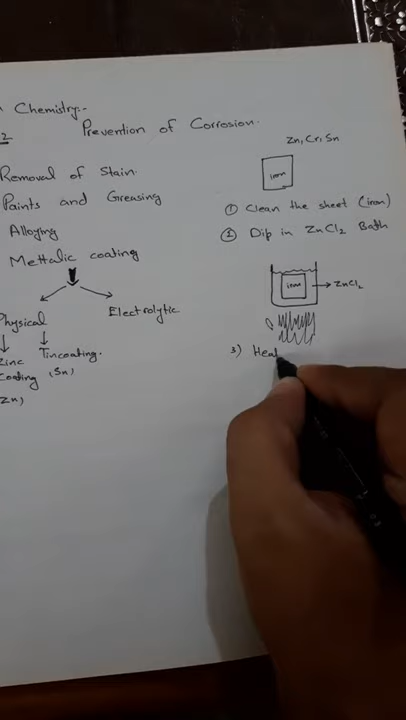 Chemistry:-
2
Prevention of Corrosion.
Removal of Stain.
Paints and Greasing
Alloying
Mettalic coating
Physical
Electrolytic
Zinc
Coating
(Zn)
Tincoating.
(Sn)
Zn, Cr, Sn
iron
① Clean the sheet (iron)
② Dip in ZnCl2 Bath
iron
ZnCl2
3) Heat